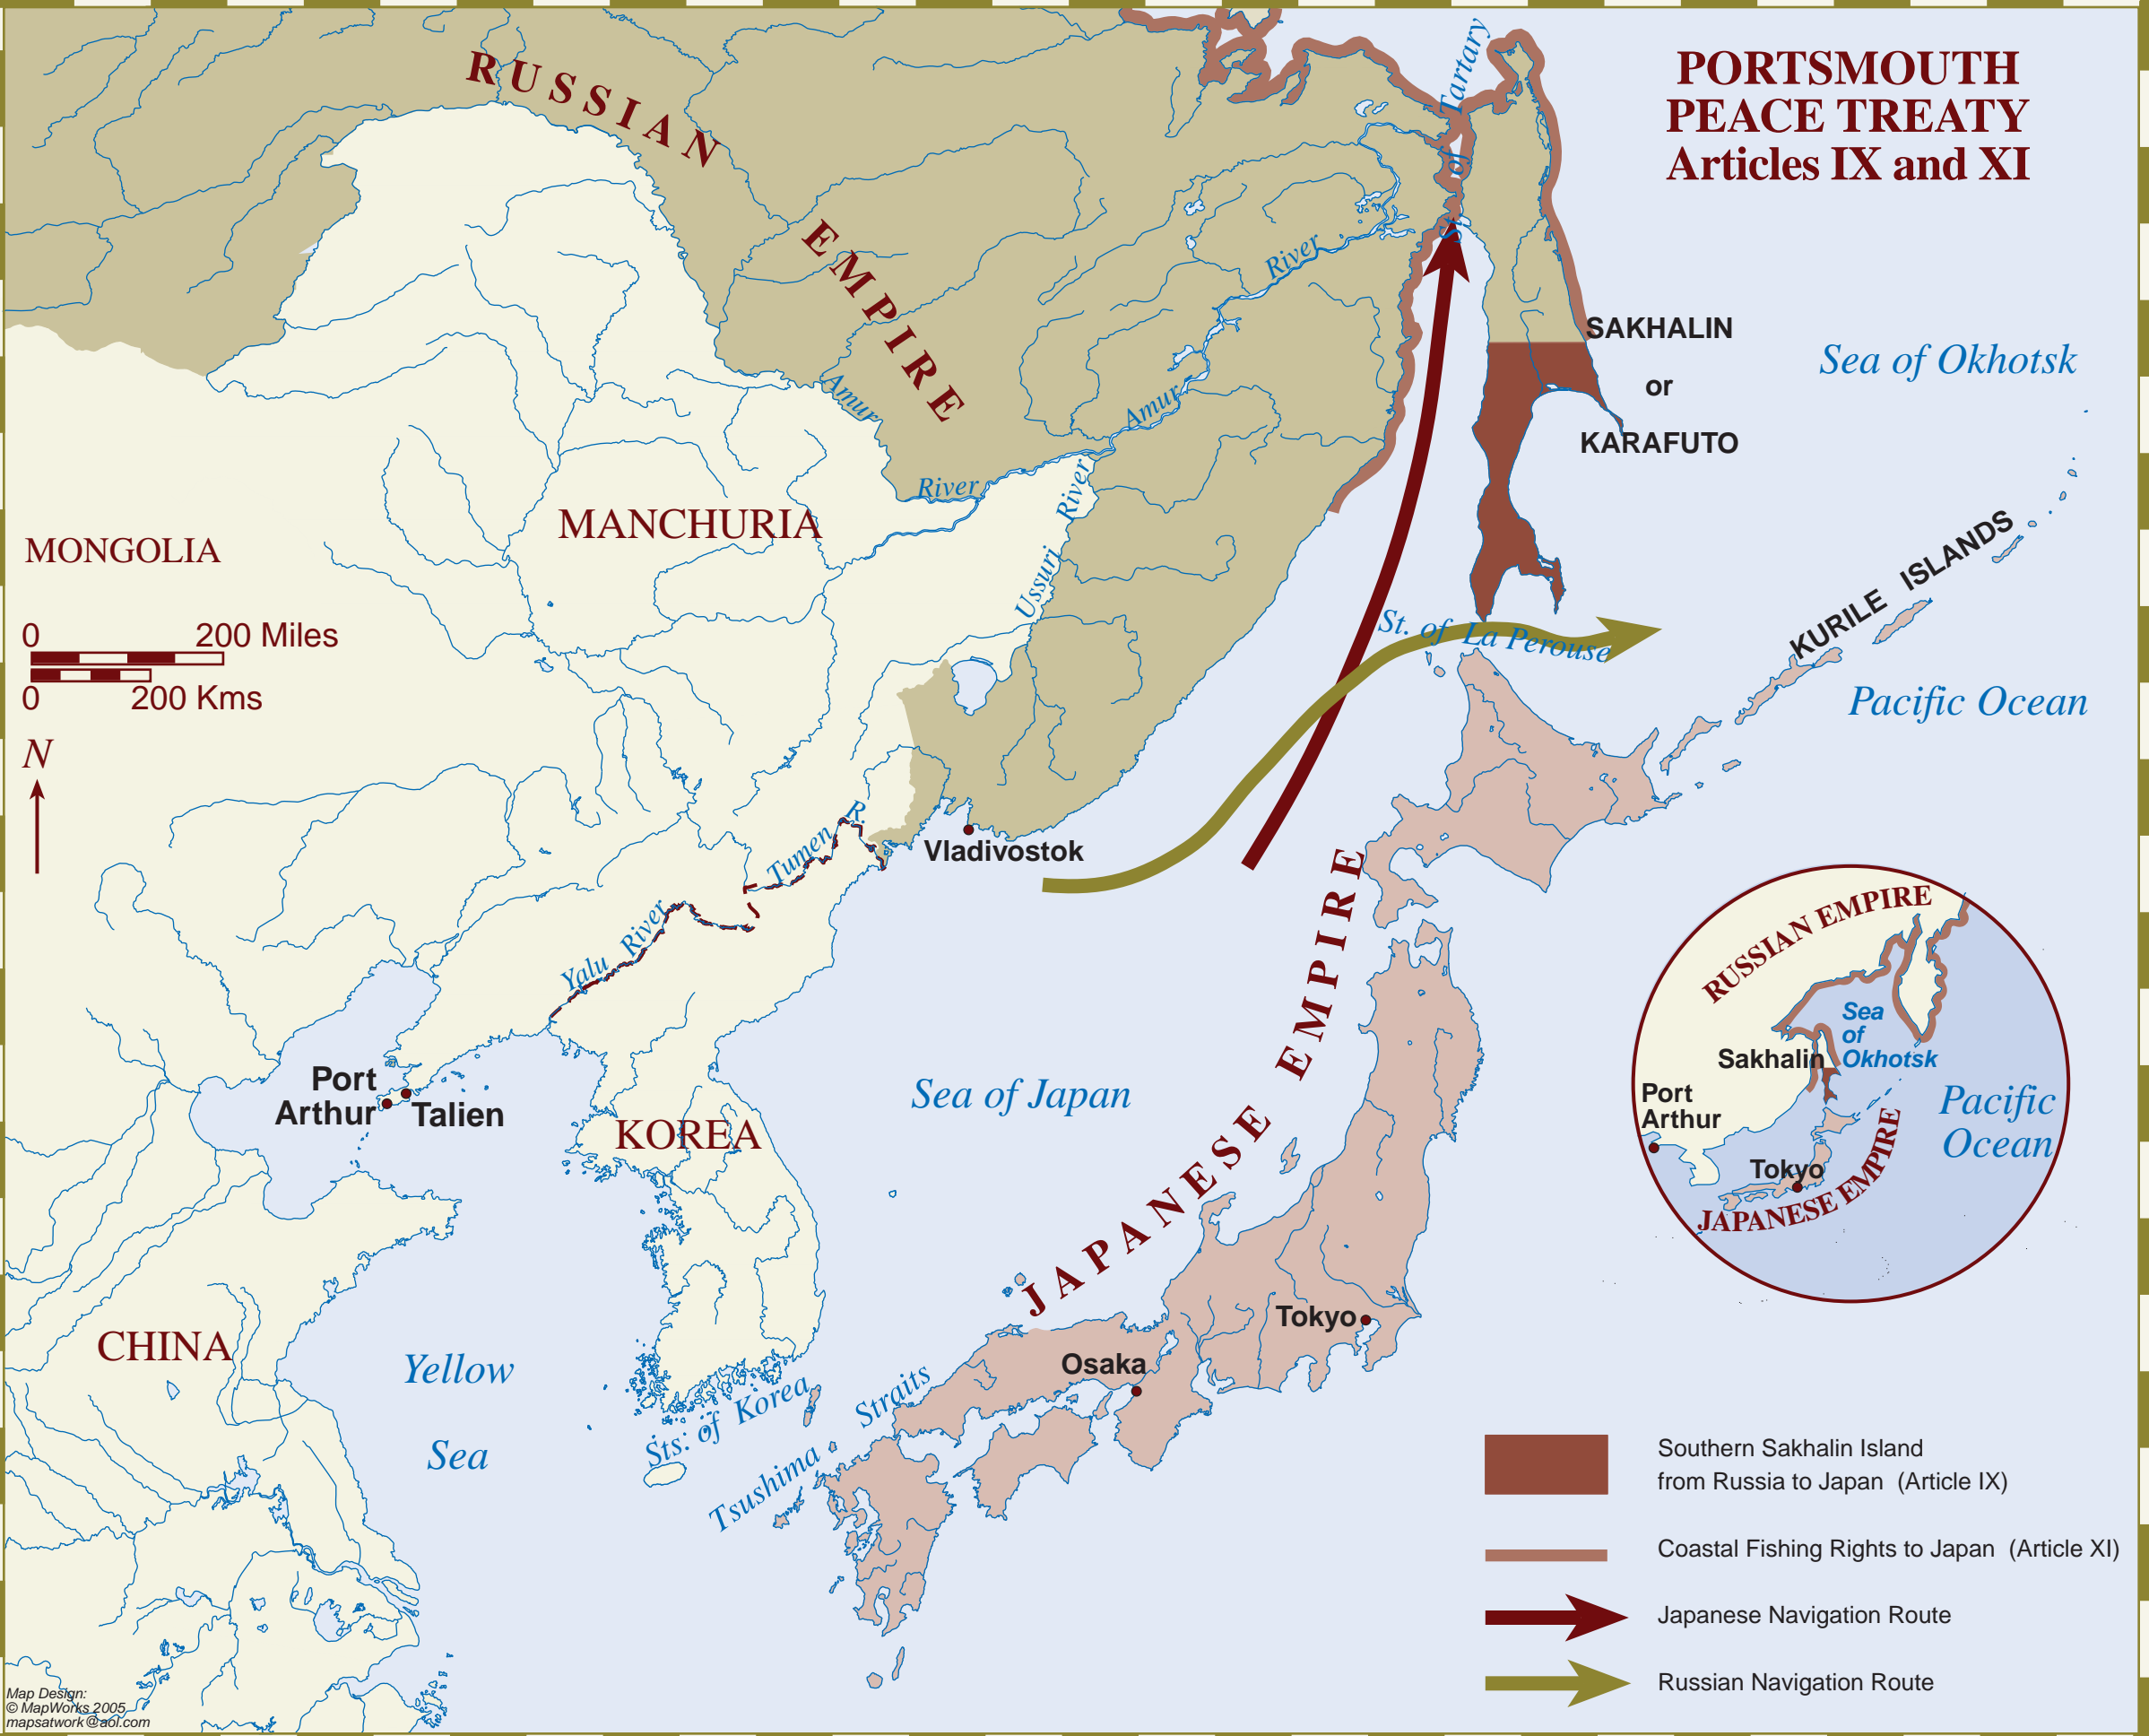 PORTSMOUTH
PEACE TREATY
Articles IX and XI
RUSSIAN
EMPIRE
St. of Tartary
Amur River
SAKHALIN
or
KARAFUTO
Sea of Okhotsk
Amur
River
MANCHURIA
MONGOLIA
Ussuri River
KURILE ISLANDS
0 200 Miles
0 200 Kms
N
St. of La Perouse
Pacific Ocean
Tumen R.
Vladivostok
Yalu River
JAPANESE EMPIRE
Port
Arthur
Talien
KOREA
Sea of Japan
CHINA
Yellow
Sea
Sts. of Korea
Tsushima Straits
Osaka
Tokyo
RUSSIAN EMPIRE
Sea
of
Okhotsk
Sakhalin
Port
Arthur
Pacific
Ocean
Tokyo
JAPANESE EMPIRE
Southern Sakhalin Island
from Russia to Japan (Article IX)
Coastal Fishing Rights to Japan (Article XI)
Japanese Navigation Route
Russian Navigation Route
Map Design:
© MapWorks 2005
mapsatwork@aol.com